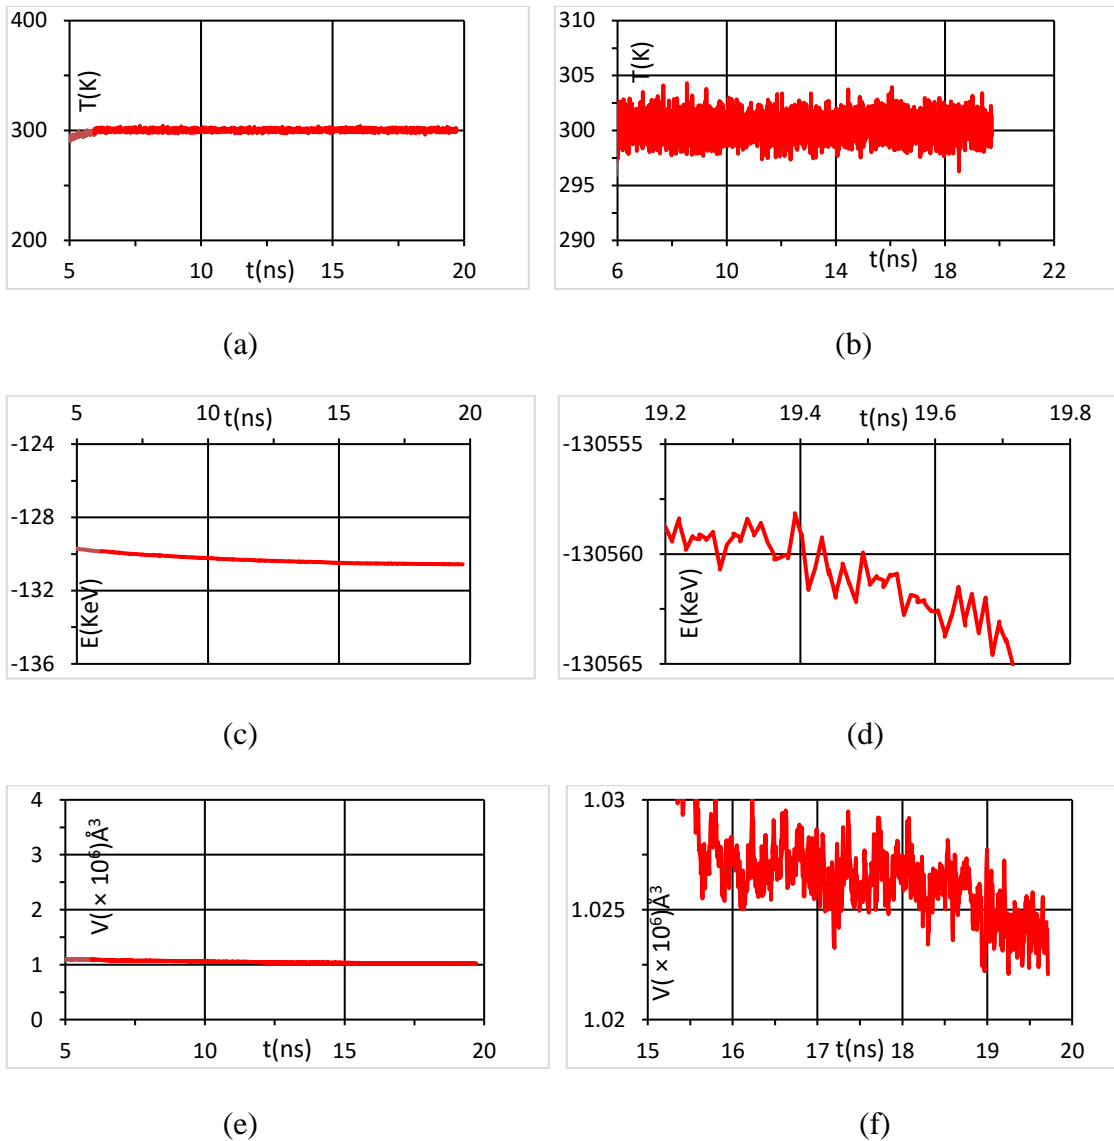 400
300
200
T(K)
5
10
t(ns)
15
20
310
305
300
295
290
T(K)
6
10
14
t(ns)
18
22
(a)
(b)
5
10
t(ns)
15
20
-124
-128
-132
-136
E(KeV)
19.2
19.4
t(ns)
19.6
19.8
-130555
-130560
-130565
E(KeV)
(c)
(d)
4
3
2
1
0
V( × 10⁶)Å³
5
10
t(ns)
15
20
1.03
1.025
1.02
V( × 10⁶)Å³
15
16
17
t(ns)
18
19
20
(e)
(f)